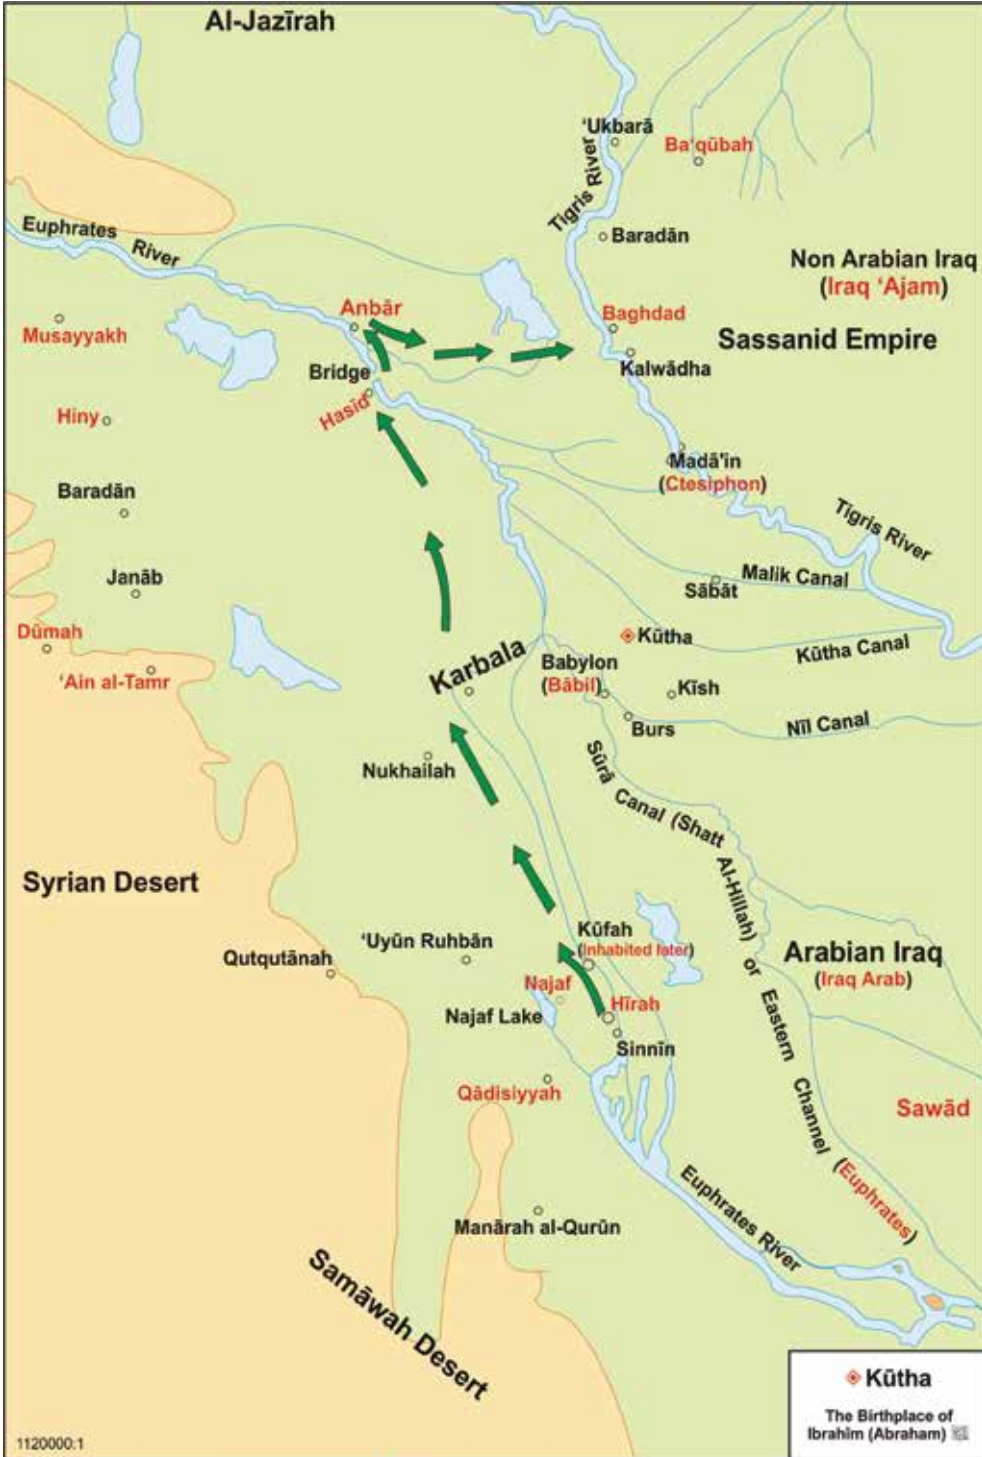 Al-Jazīrah
‘Ukbarā
Ba‘qūbah
Tigris River
Euphrates River
Baradān
Non Arabian Iraq
(Iraq ‘Ajam)
Anbār
Musayyakh
Baghdad
Sassanid Empire
Bridge
Kalwādha
Hasīd
Hiny
Madā'in
(Ctesiphon)
Baradān
Tigris River
Janāb
Malik Canal
Sābāt
Dūmah
Kūtha
Kūtha Canal
Karbala
Babylon
(Bābil)
‘Ain al-Tamr
Kīsh
Burs
Nīl Canal
Nukhailah
Sūrā Canal (Shatt Al-Hillah) or Eastern Channel (Euphrates)
Syrian Desert
Kūfah
(Inhabited later)
‘Uyūn Ruhbān
Qutqutānah
Arabian Iraq
(Iraq Arab)
Najaf
Hīrah
Najaf Lake
Sinnīn
Qādisiyyah
Sawād
Euphrates River
Manārah al-Qurūn
Samāwah Desert
Kūtha
The Birthplace of
Ibrahīm (Abraham)
1120000:1